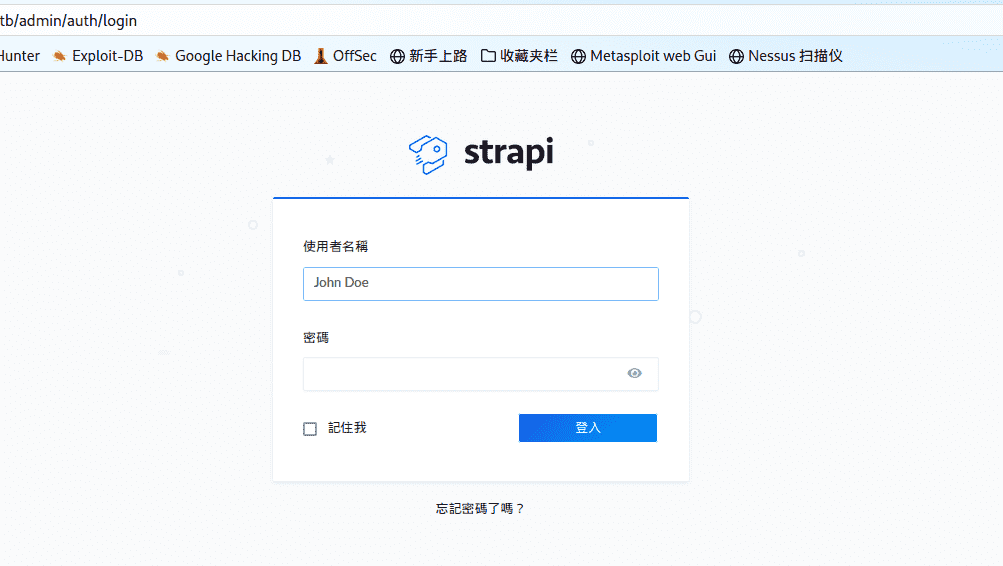 tb/admin/auth/login
Hunter Exploit-DB Google Hacking DB OffSec 新手上路 收藏夹栏 Metasploit web Gui Nessus 扫描仪
strapi
使用者名稱
John Doe
密碼
記住我 登入
忘記密碼了嗎？